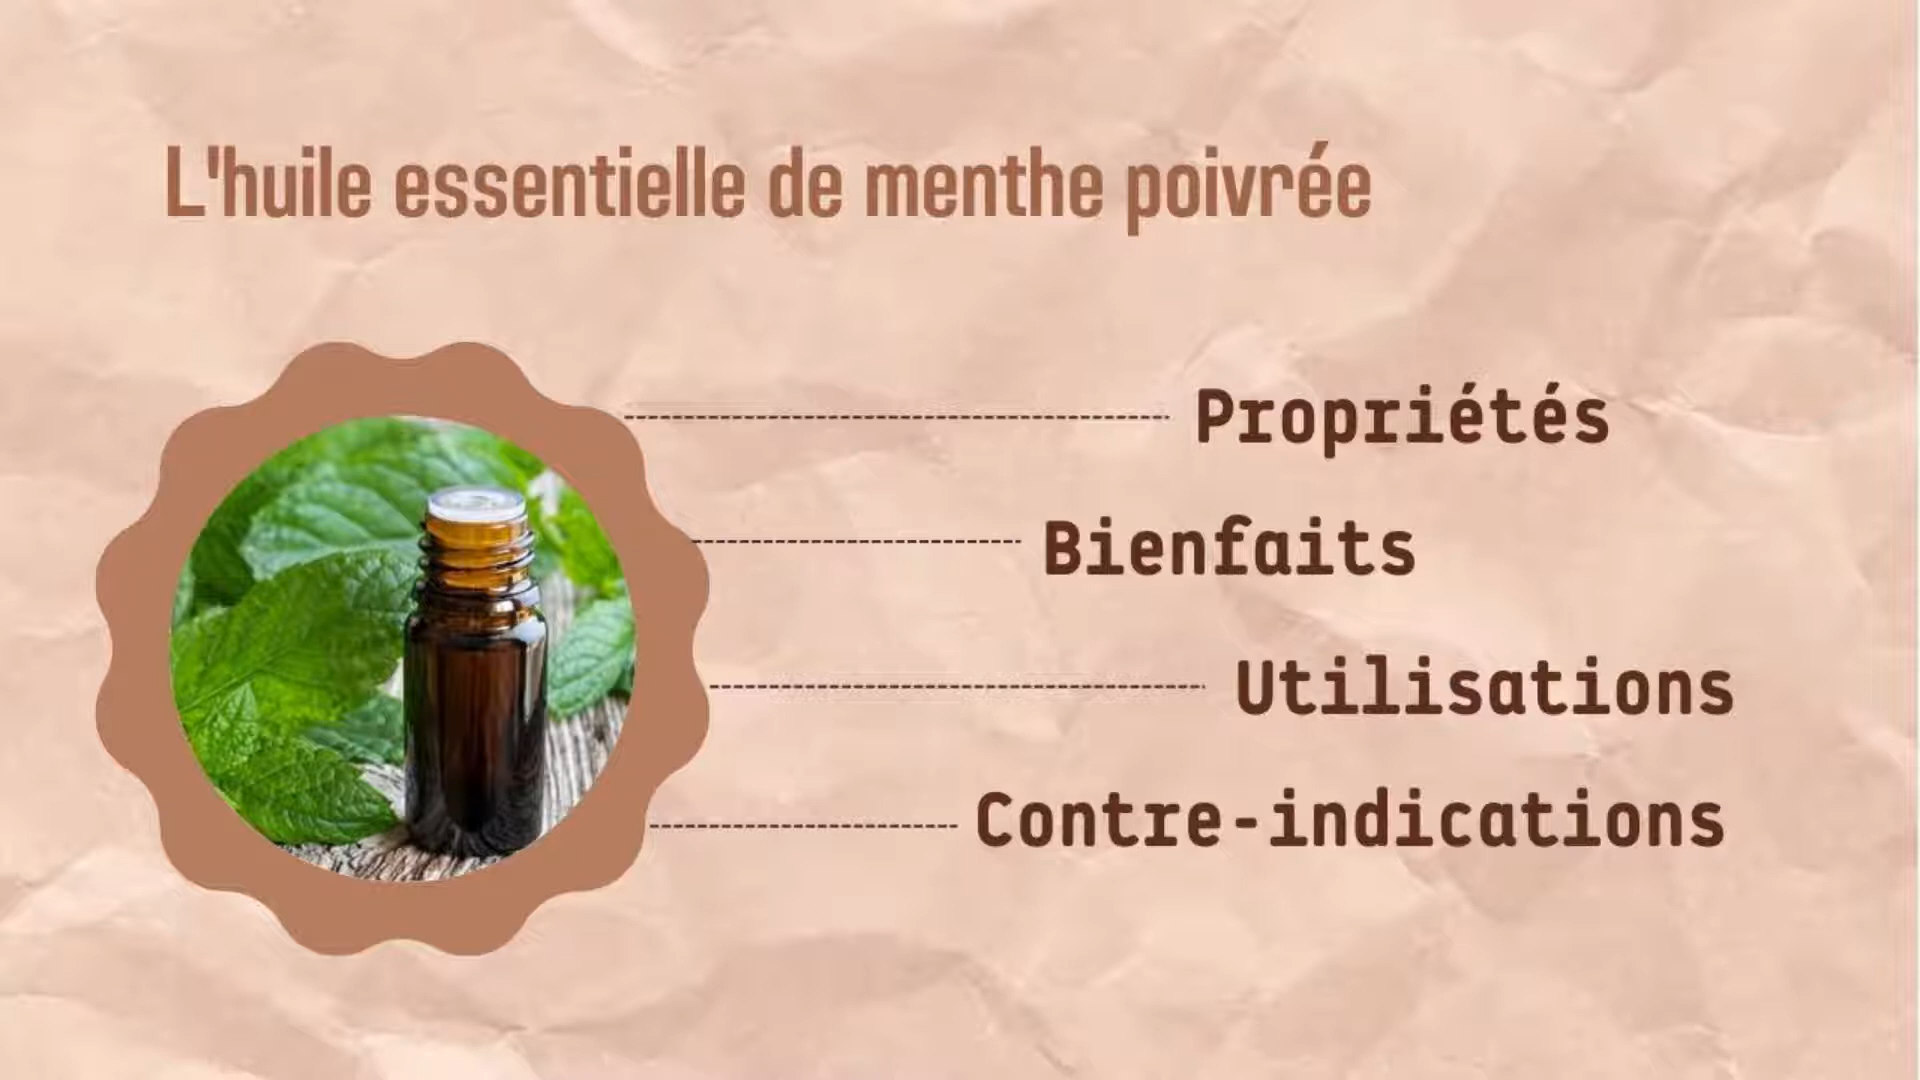 L'huile essentielle de menthe poivrée
Propriétés
Bienfaits
Utilisations
Contre-indications